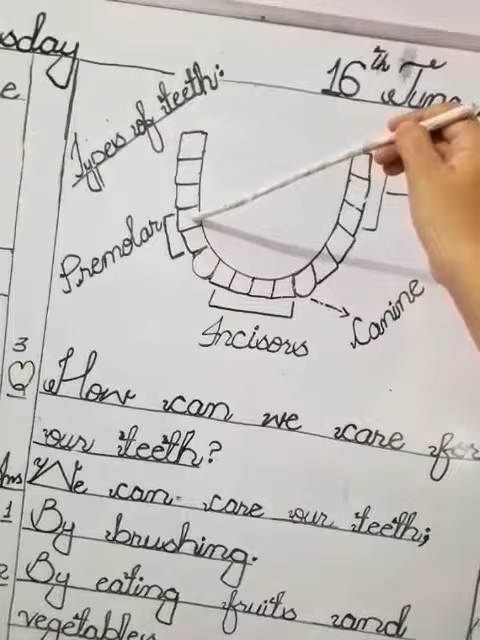 sday
16th June
e
Types of teeth:
Premolar
Canine
Incisors
3
Q How can we care for
our teeth?
Ans We can care our teeth;
1 By brushing.
2 By eating fruits and
vegetables